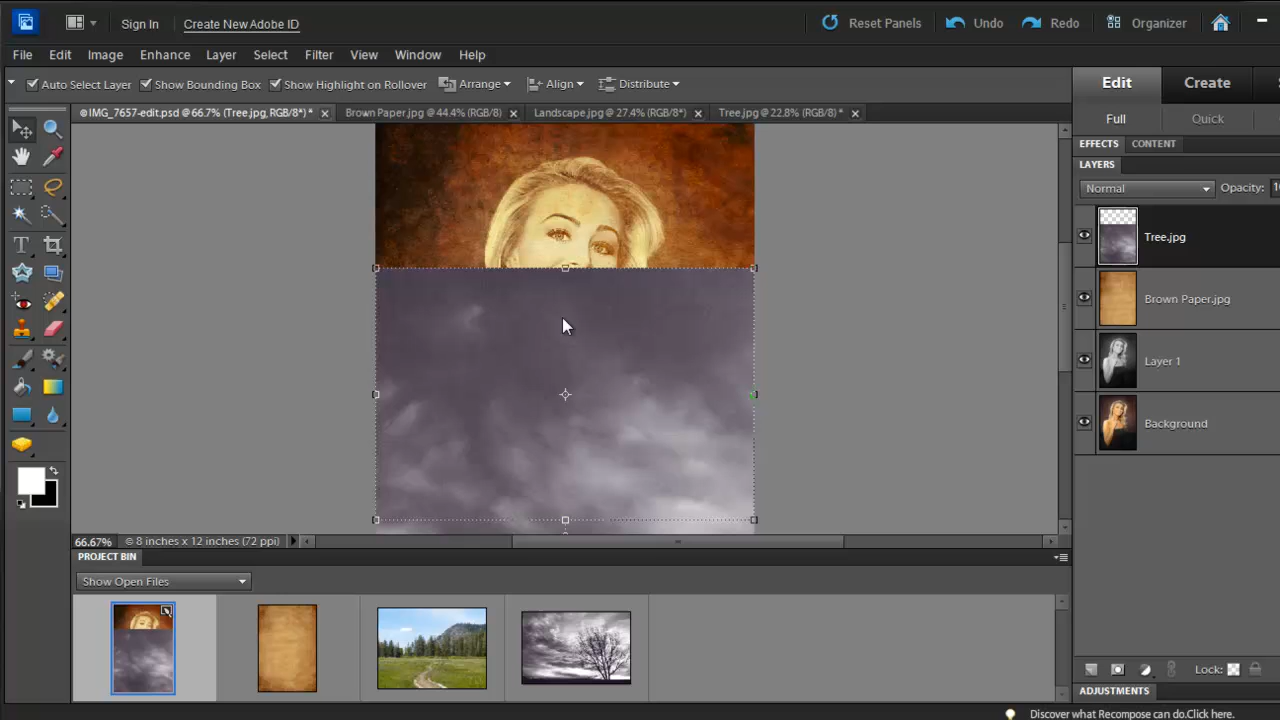 Sign In
Create New Adobe ID
Reset Panels
Undo
Redo
Organizer
File Edit Image Enhance Layer Select Filter View Window Help
Auto Select Layer
Show Bounding Box
Show Highlight on Rollover
Arrange
Align
Distribute
Edit
Create
IMG_7657-edit.psd @ 66.7% (Tree.jpg, RGB/8*) *
Brown Paper.jpg @ 44.4% (RGB/8)
Landscape.jpg @ 27.4% (RGB/8*)
Tree.jpg @ 22.8% (RGB/8) *
Full
Quick
EFFECTS
CONTENT
LAYERS
Normal
Opacity:
Tree.jpg
Brown Paper.jpg
Layer 1
Background
66.67%
8 inches x 12 inches (72 ppi)
PROJECT BIN
Show Open Files
Lock:
ADJUSTMENTS
Discover what Recompose can do.Click here.